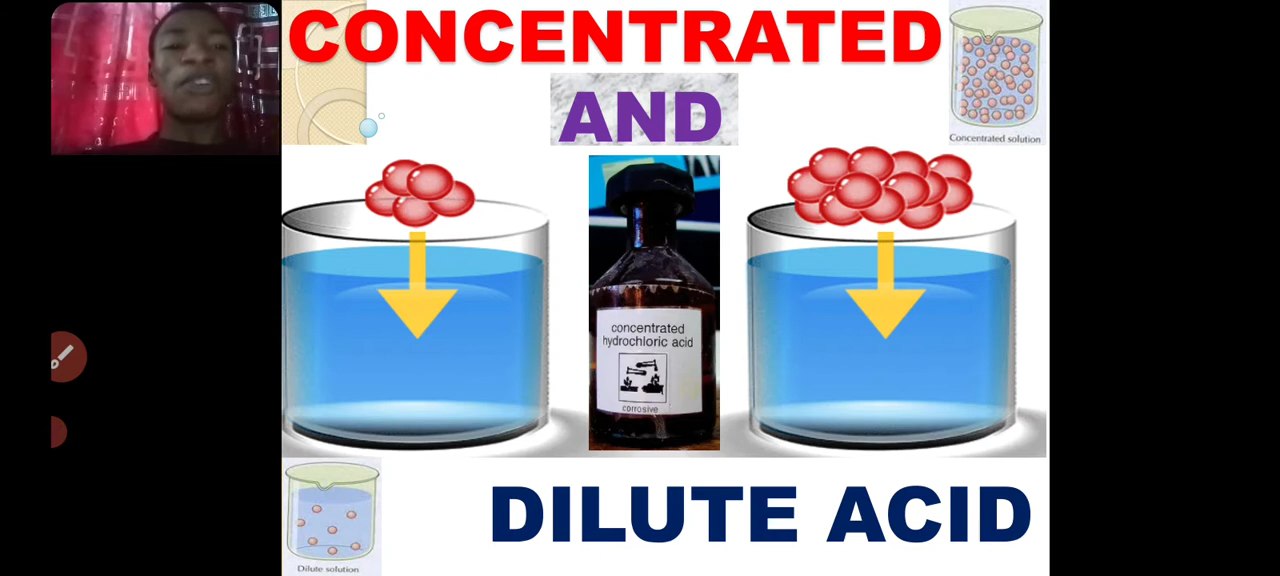 CONCENTRATED
AND
Concentrated solution
concentrated
hydrochloric acid
corrosive
DILUTE ACID
Dilute solution